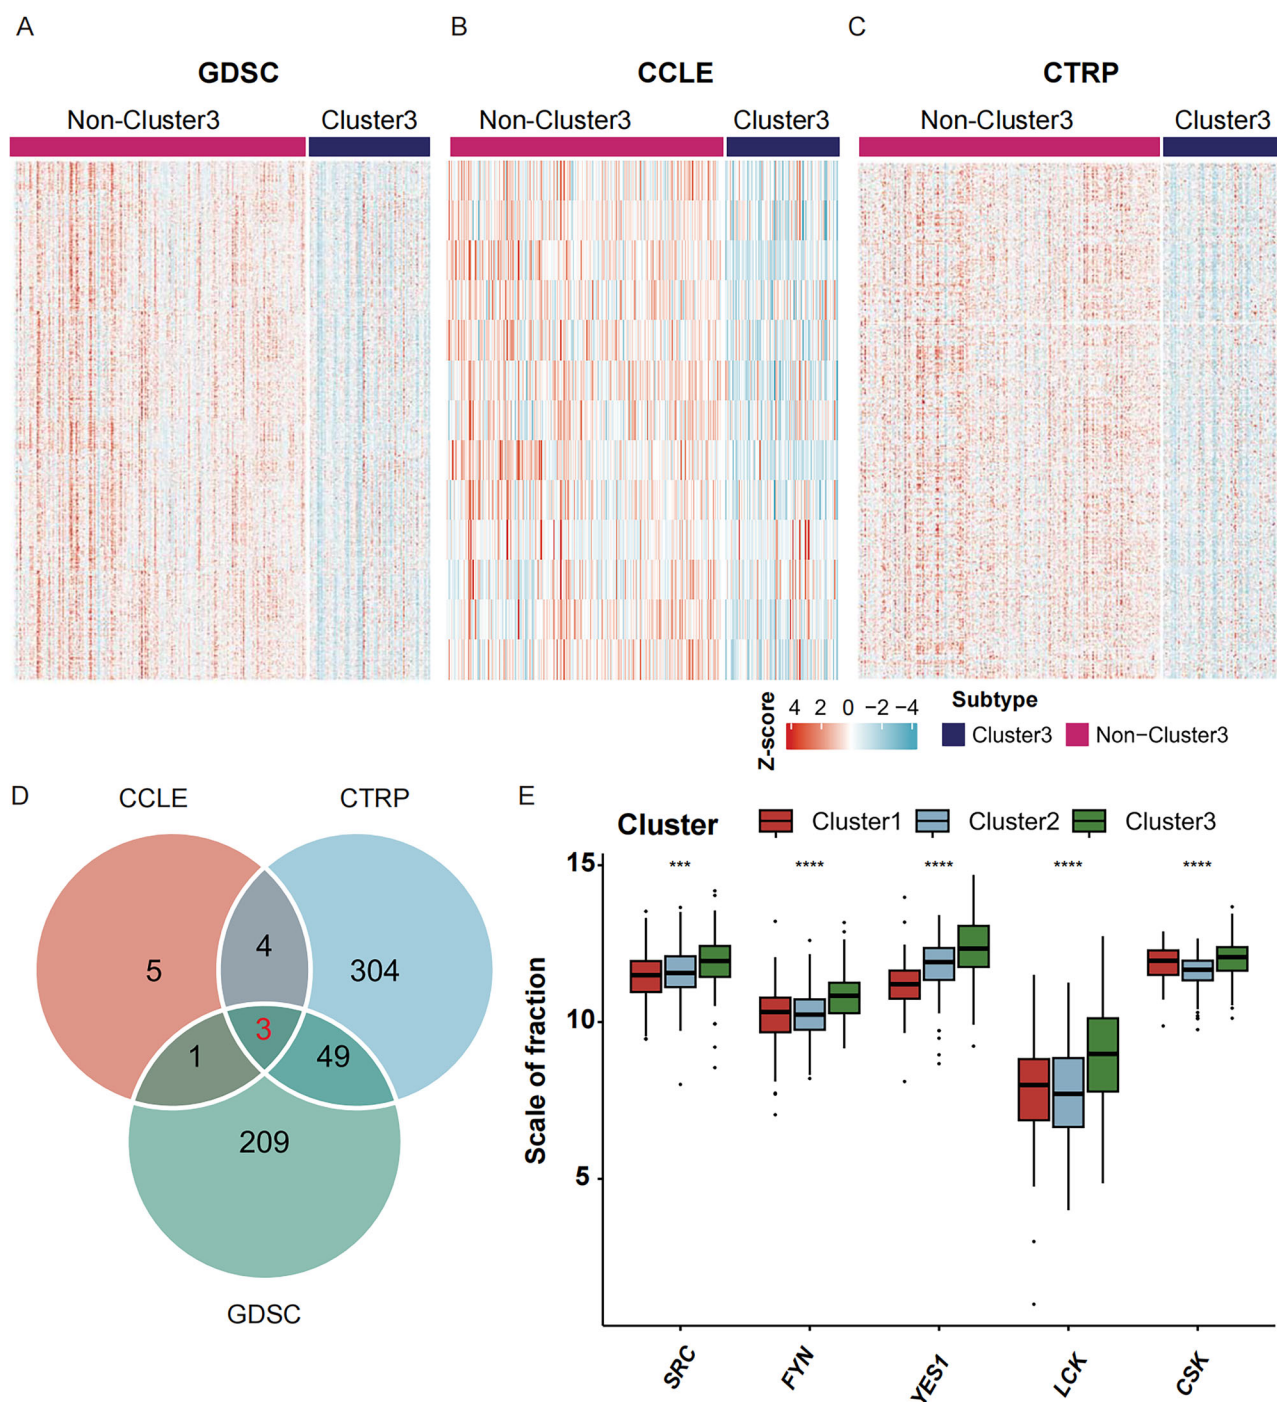 A
B
C
GDSC
CCLE
CTRP
Non-Cluster3
Cluster3
Non-Cluster3
Cluster3
Non-Cluster3
Cluster3
Z-score
4 2 0 −2 −4
Subtype
Cluster3
Non−Cluster3
D
CCLE
CTRP
5
4
304
3
1
49
209
GDSC
E
Cluster
Cluster1
Cluster2
Cluster3
Scale of fraction
15
10
5
***
****
****
****
****
SRC
FYN
YES1
LCK
CSK